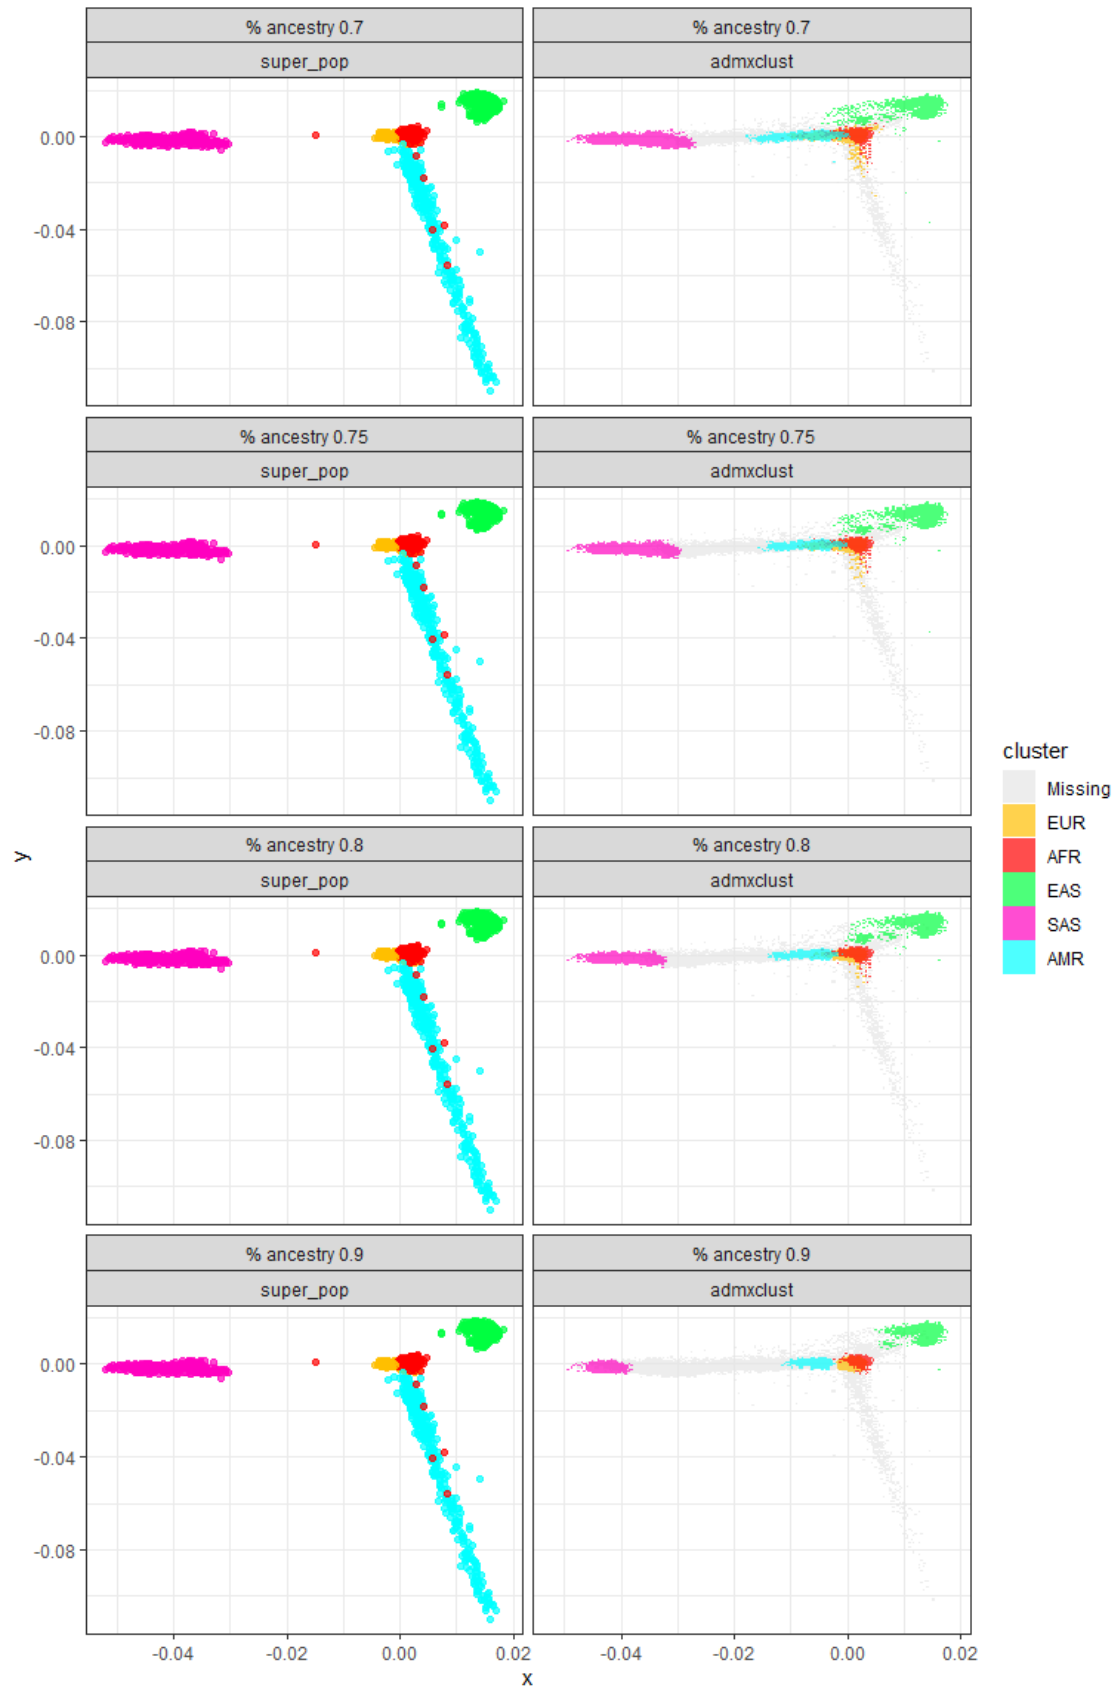 % ancestry 0.7
% ancestry 0.7
super_pop
admxclust
0.00
-0.04
-0.08
% ancestry 0.75
% ancestry 0.75
super_pop
admxclust
0.00
-0.04
-0.08
cluster
Missing
EUR
AFR
EAS
SAS
AMR
y
% ancestry 0.8
% ancestry 0.8
super_pop
admxclust
0.00
-0.04
-0.08
% ancestry 0.9
% ancestry 0.9
super_pop
admxclust
0.00
-0.04
-0.08
-0.04 -0.02 0.00 0.02
-0.04 -0.02 0.00 0.02
x